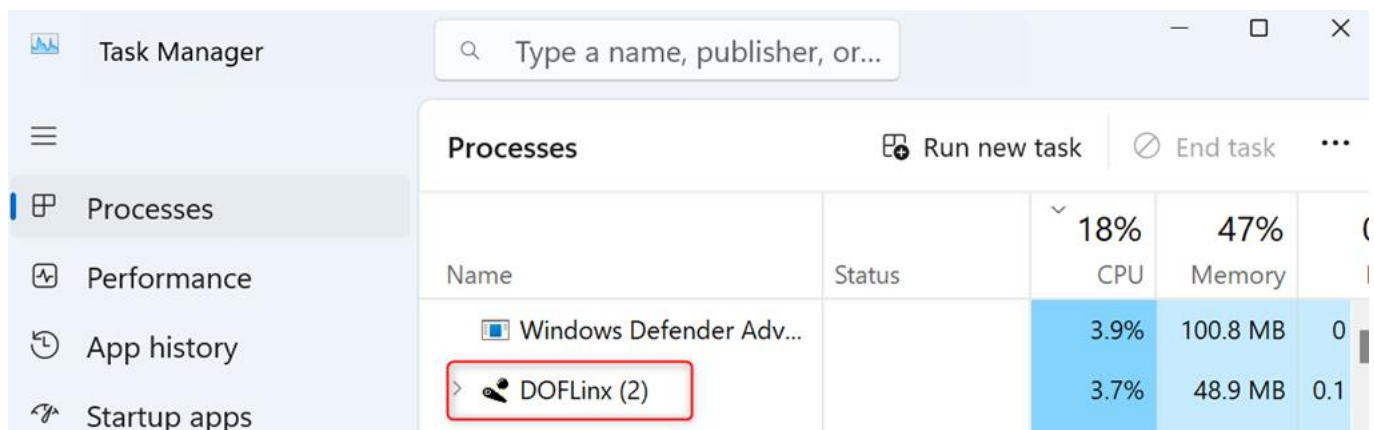 Task Manager
Type a name, publisher, or...
Processes
Run new task
End task
Processes
Performance
App history
Startup apps
18%
47%
Name
Status
CPU
Memory
Windows Defender Adv...
3.9%
100.8 MB
0
DOFLinx (2)
3.7%
48.9 MB
0.1